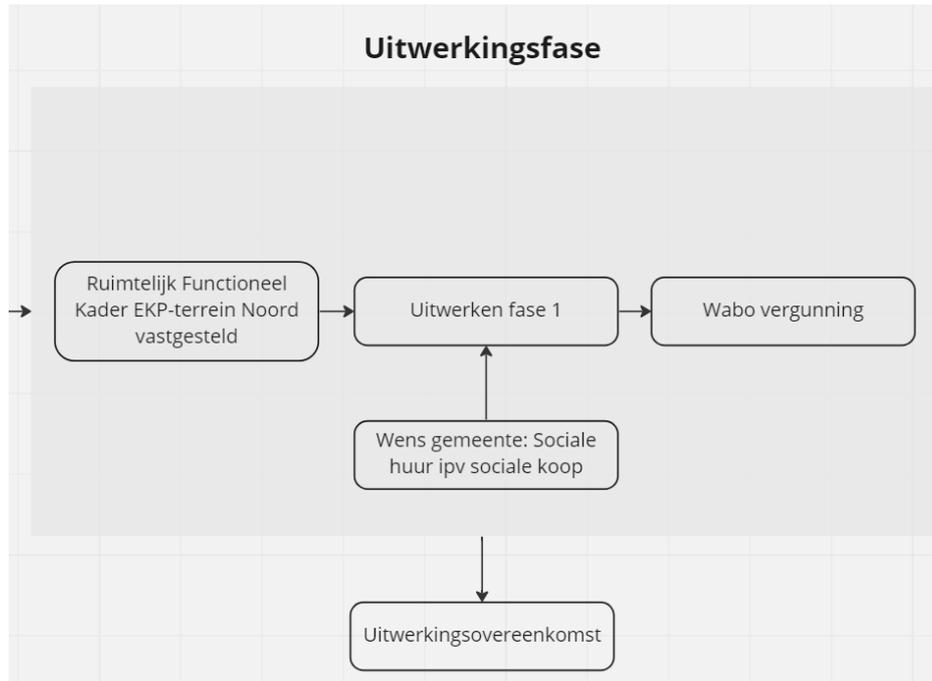 Uitwerkingsfase
Ruimtelijk Functioneel
Kader EKP-terrein Noord
vastgesteld
Uitwerken fase 1
Wabo vergunning
Wens gemeente: Sociale
huur ipv sociale koop
Uitwerkingsovereenkomst